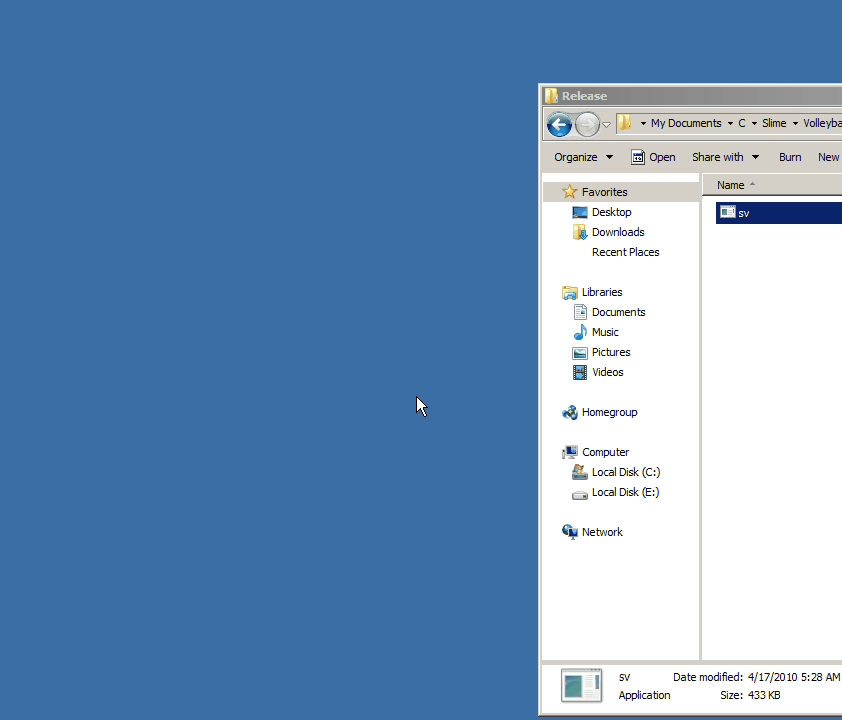 Release
My Documents C Slime
Organize Open Share with Burn New
Name
Favorites
sv
Desktop
Downloads
Recent Places
Libraries
Documents
Music
Pictures
Videos
Homegroup
Computer
Local Disk (C:)
Local Disk (E:)
Network
sv Date modified: 4/17/2010 5:28 AM
Application Size: 433 KB